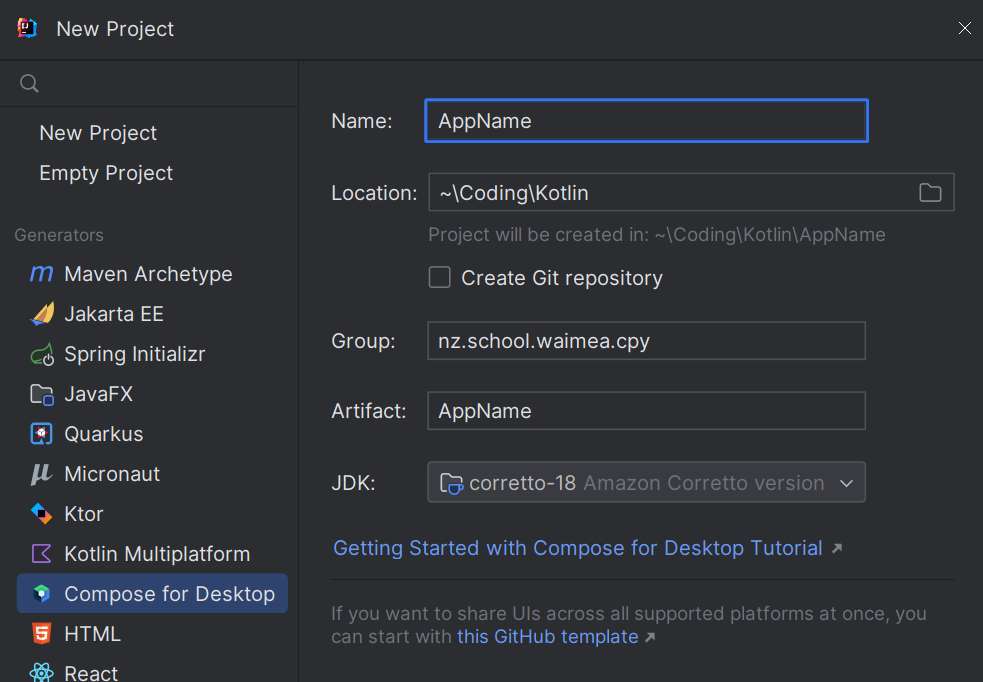 New Project
New Project
Empty Project
Generators
Maven Archetype
Jakarta EE
Spring Initializr
JavaFX
Quarkus
Micronaut
Ktor
Kotlin Multiplatform
Compose for Desktop
HTML
React
Name: AppName
Location: ~\Coding\Kotlin
Project will be created in: ~\Coding\Kotlin\AppName
Create Git repository
Group: nz.school.waimea.cpy
Artifact: AppName
JDK: corretto-18 Amazon Corretto version
Getting Started with Compose for Desktop Tutorial ↗
If you want to share UIs across all supported platforms at once, you
can start with this GitHub template ↗